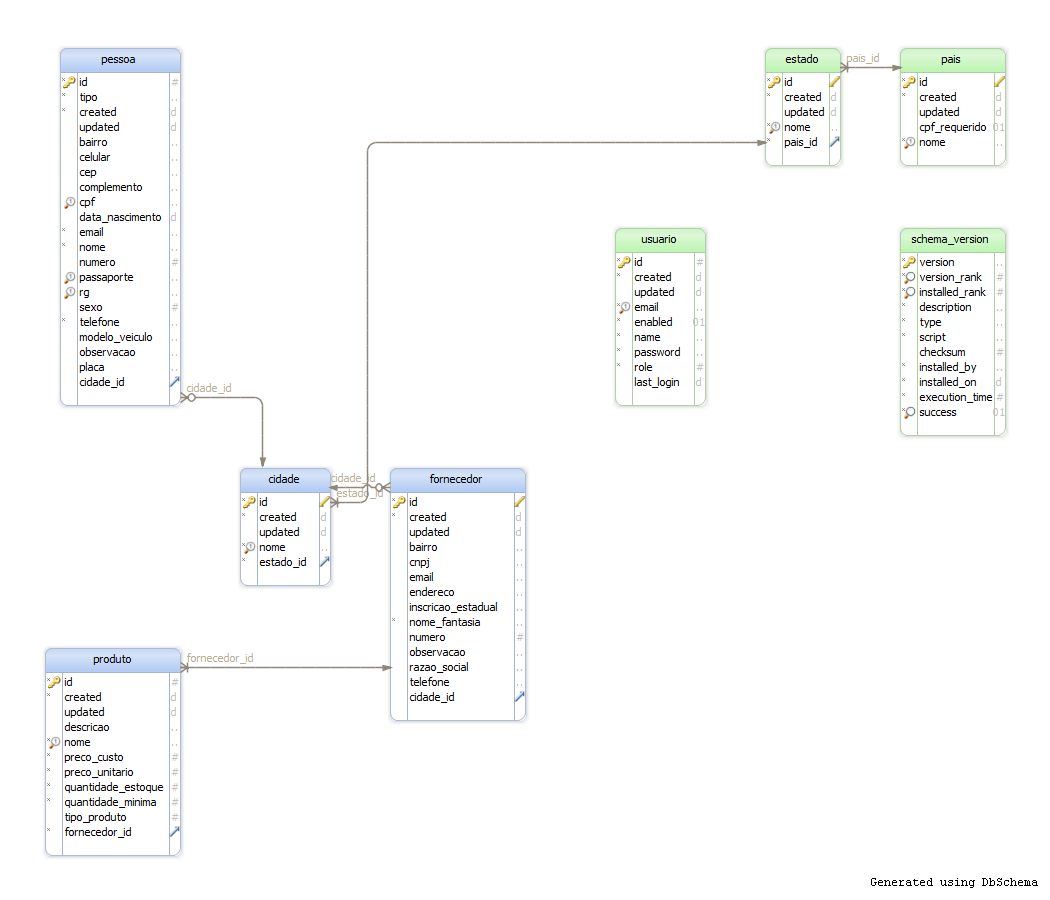 pessoa
id #
tipo ..
created d
updated d
bairro ..
celular ..
cep ..
complemento ..
cpf ..
data_nascimento d
email ..
nome ..
numero #
passaporte ..
rg ..
sexo #
telefone ..
modelo_veiculo ..
observacao ..
placa ..
cidade_id
cidade_id
estado
id
created d
updated d
nome ..
pais_id
pais_id
pais
id
created d
updated d
cpf_requerido 01
nome ..
usuario
id #
created d
updated d
email ..
enabled 01
name ..
password ..
role #
last_login d
schema_version
version ..
version_rank #
installed_rank #
description ..
type ..
script ..
checksum #
installed_by ..
installed_on d
execution_time #
success 01
cidade
id
created d
updated d
nome ..
estado_id
cidade_id
estado_id
fornecedor
id
created d
updated d
bairro ..
cnpj ..
email ..
endereco ..
inscricao_estadual ..
nome_fantasia ..
numero #
observacao ..
razao_social ..
telefone ..
cidade_id
produto
id #
created d
updated d
descricao ..
nome ..
preco_custo #
preco_unitario #
quantidade_estoque #
quantidade_minima #
tipo_produto #
fornecedor_id
fornecedor_id
Generated using DbSchema